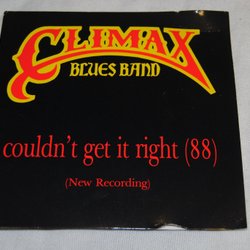 CLIMAX
BLUES BAND
couldn't get it right (88)
(New Recording)